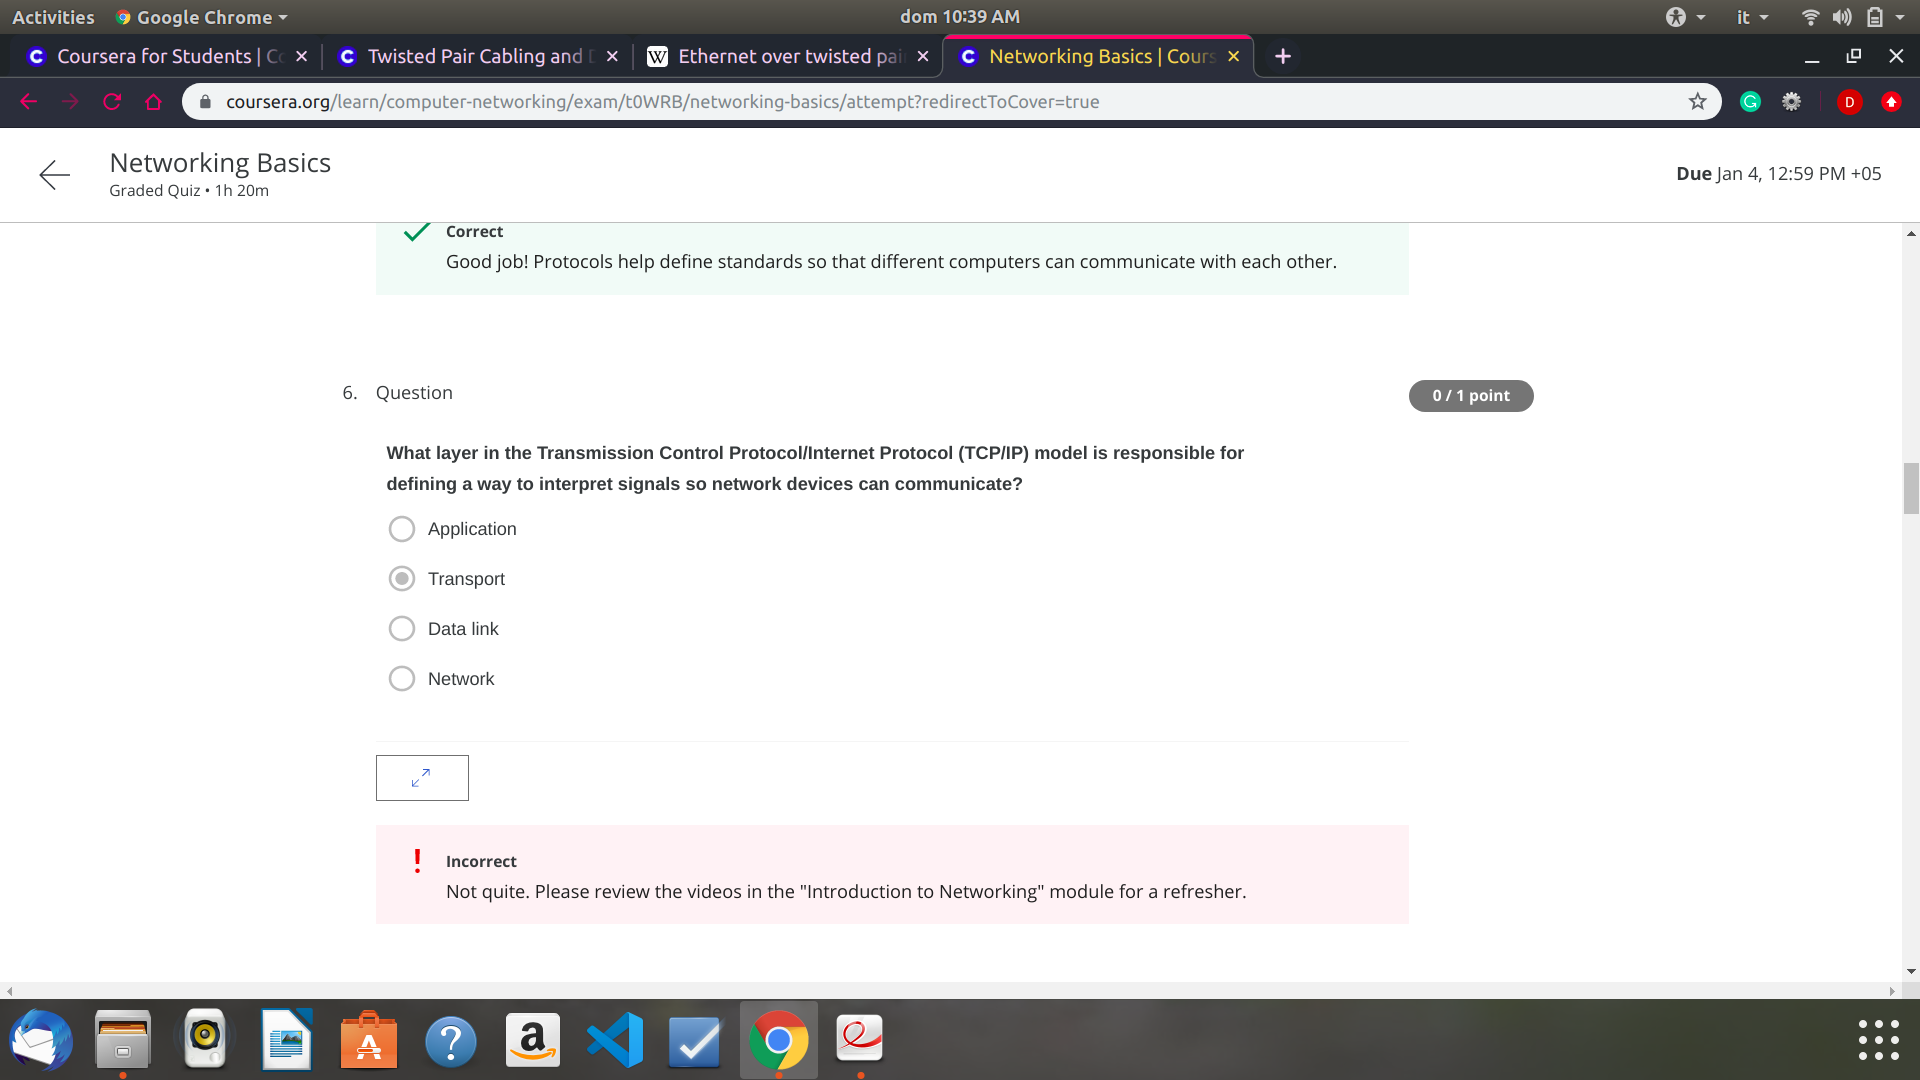 Activities
Google Chrome
dom 10:39 AM
it
Coursera for Students | Co
Twisted Pair Cabling and D
Ethernet over twisted pai
Networking Basics | Cours
coursera.org/learn/computer-networking/exam/t0WRB/networking-basics/attempt?redirectToCover=true
D
Networking Basics
Graded Quiz • 1h 20m
Due Jan 4, 12:59 PM +05
Correct
Good job! Protocols help define standards so that different computers can communicate with each other.
6. Question
0 / 1 point
What layer in the Transmission Control Protocol/Internet Protocol (TCP/IP) model is responsible for
defining a way to interpret signals so network devices can communicate?
Application
Transport
Data link
Network
Incorrect
Not quite. Please review the videos in the "Introduction to Networking" module for a refresher.